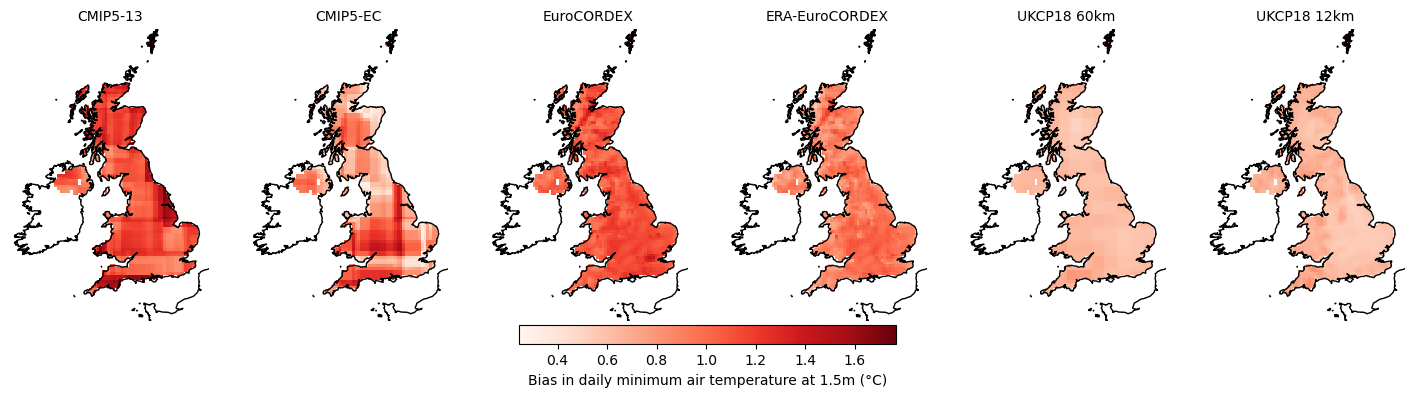 CMIP5-13
CMIP5-EC
EuroCORDEX
ERA-EuroCORDEX
UKCP18 60km
UKCP18 12km
0.4 0.6 0.8 1.0 1.2 1.4 1.6
Bias in daily minimum air temperature at 1.5m (°C)